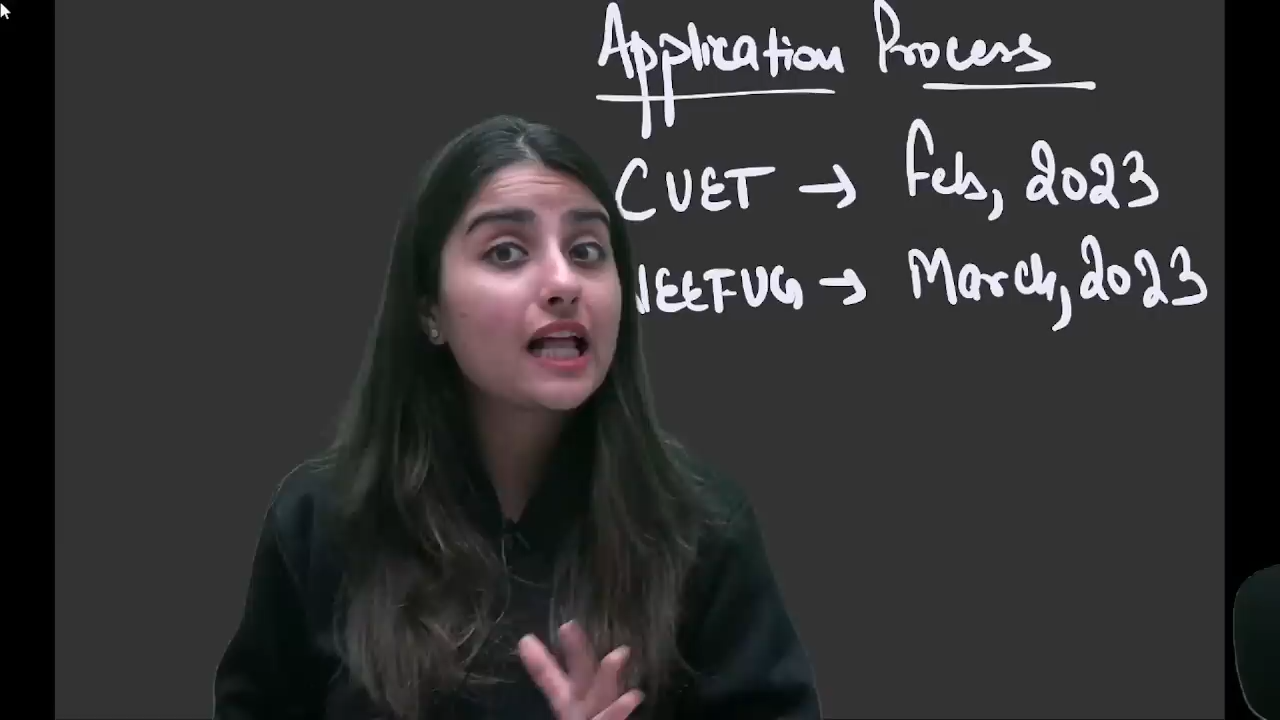 Application Process
CUET → Feb, 2023
NEETUG → March, 2023